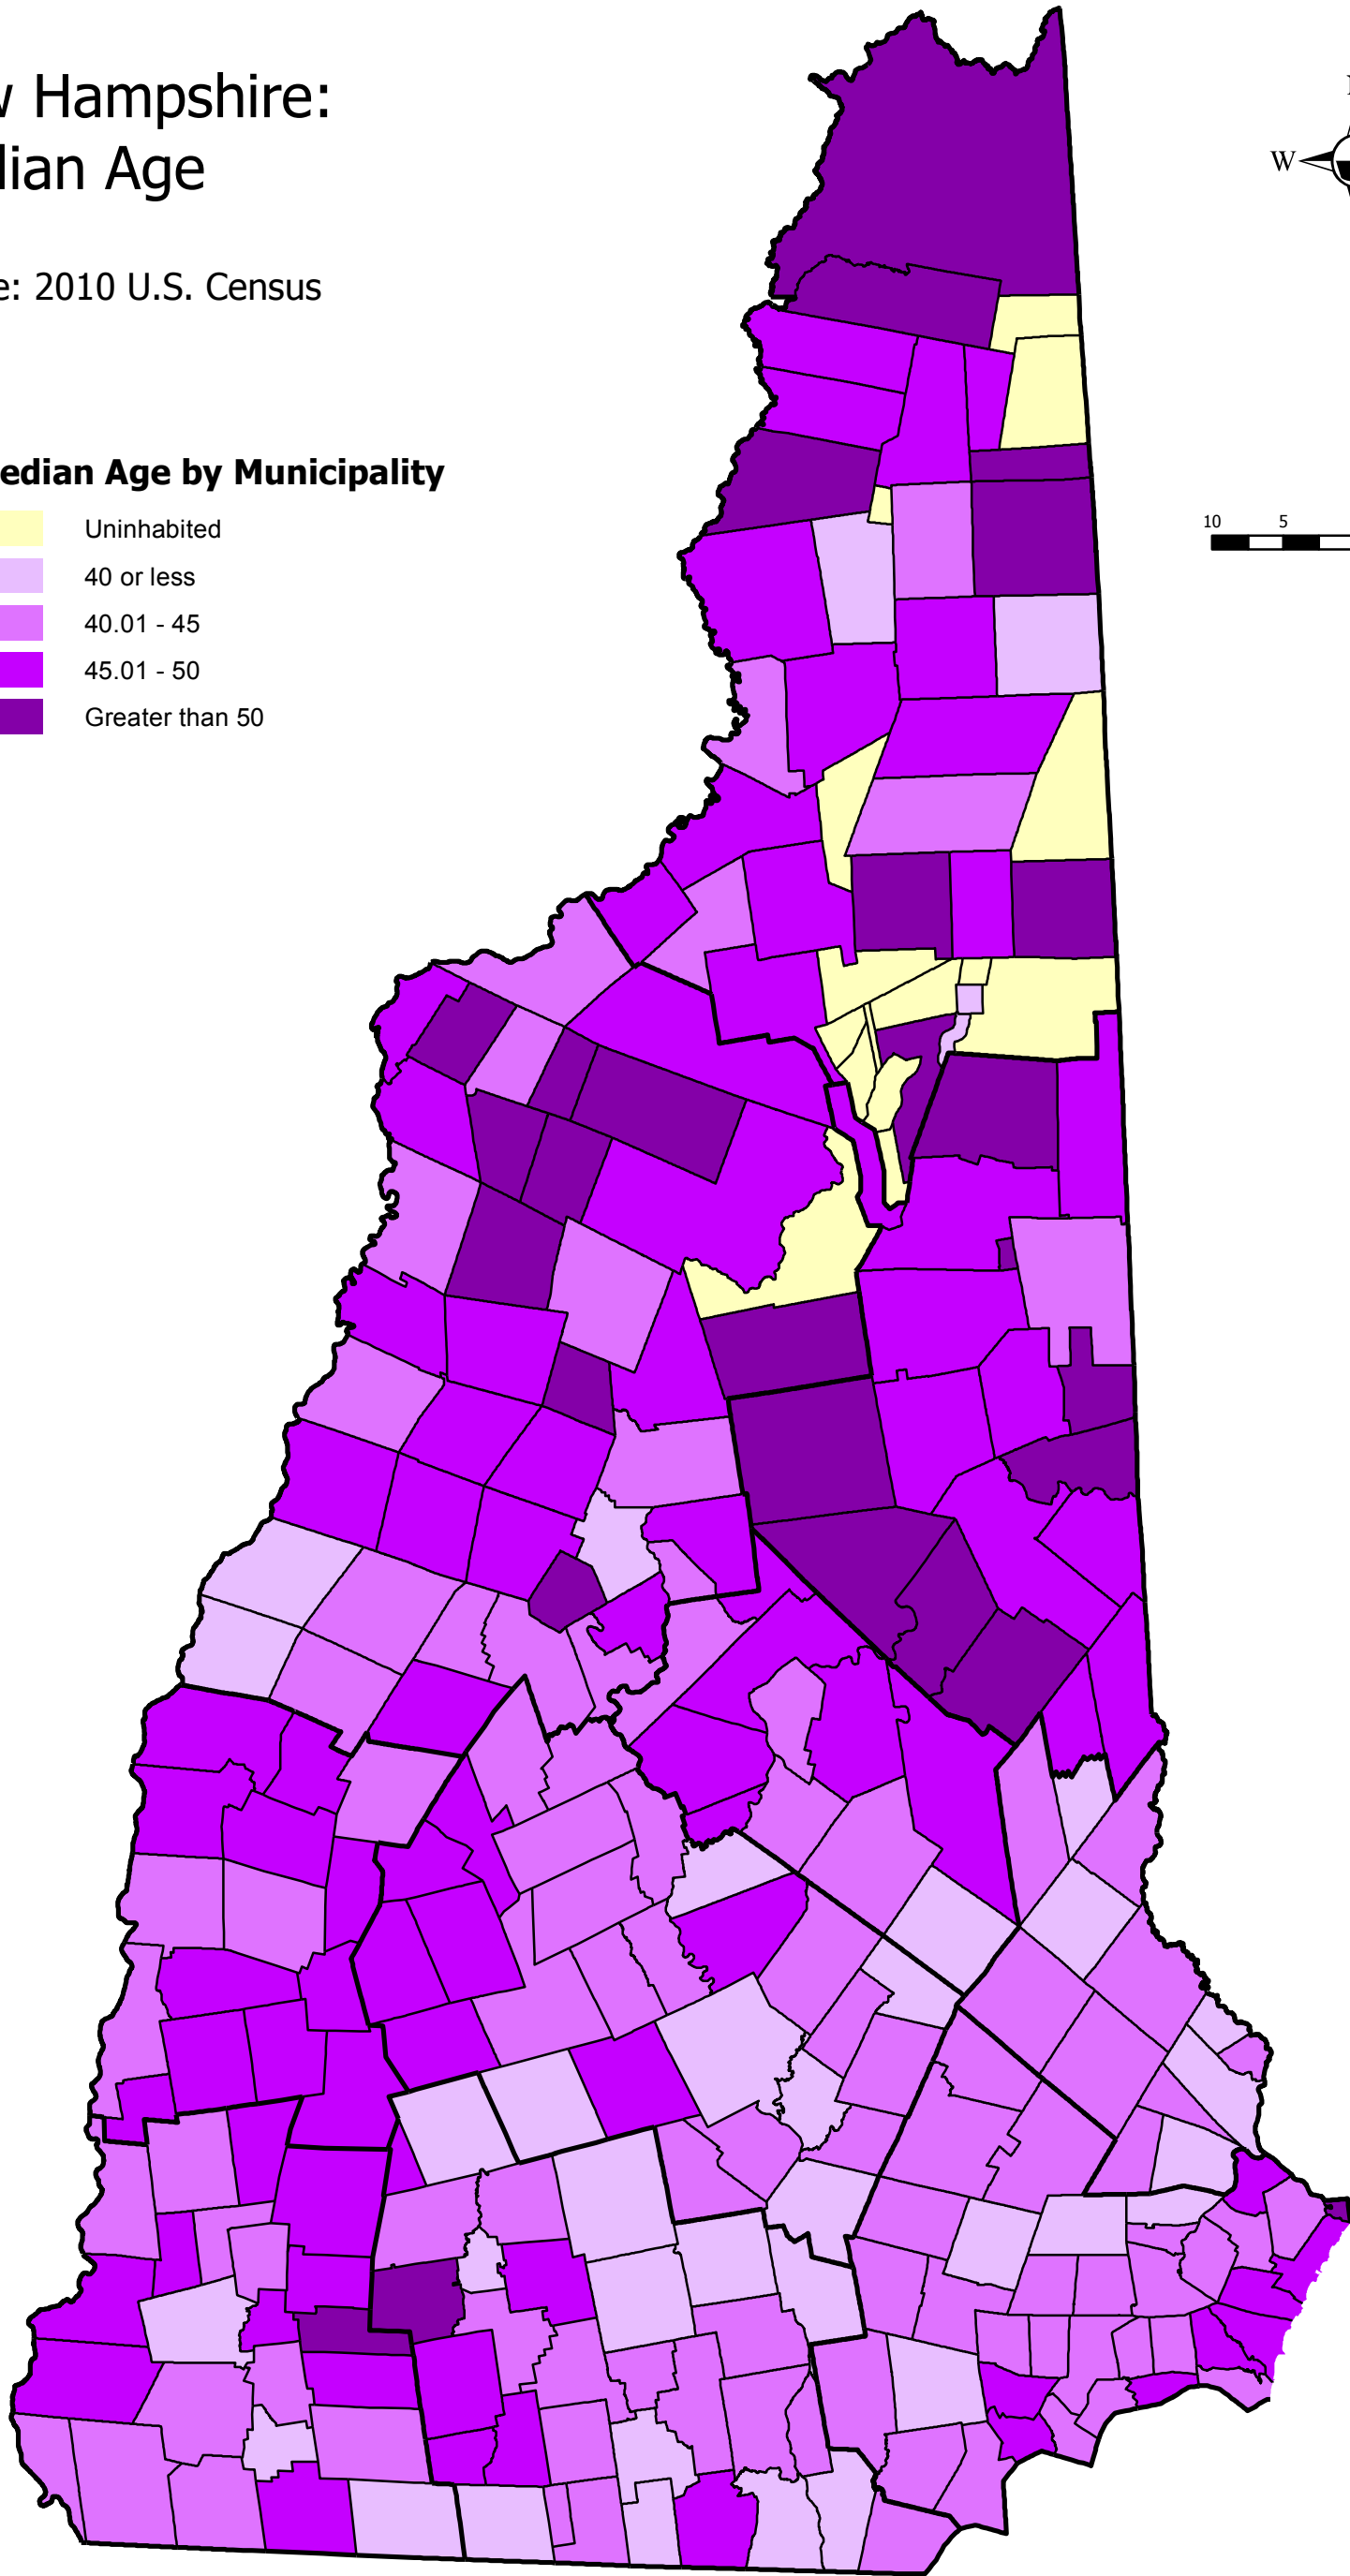 w Hampshire:
dian Age
e: 2010 U.S. Census
W
edian Age by Municipality
Uninhabited
40 or less
40.01 - 45
45.01 - 50
Greater than 50
10 5